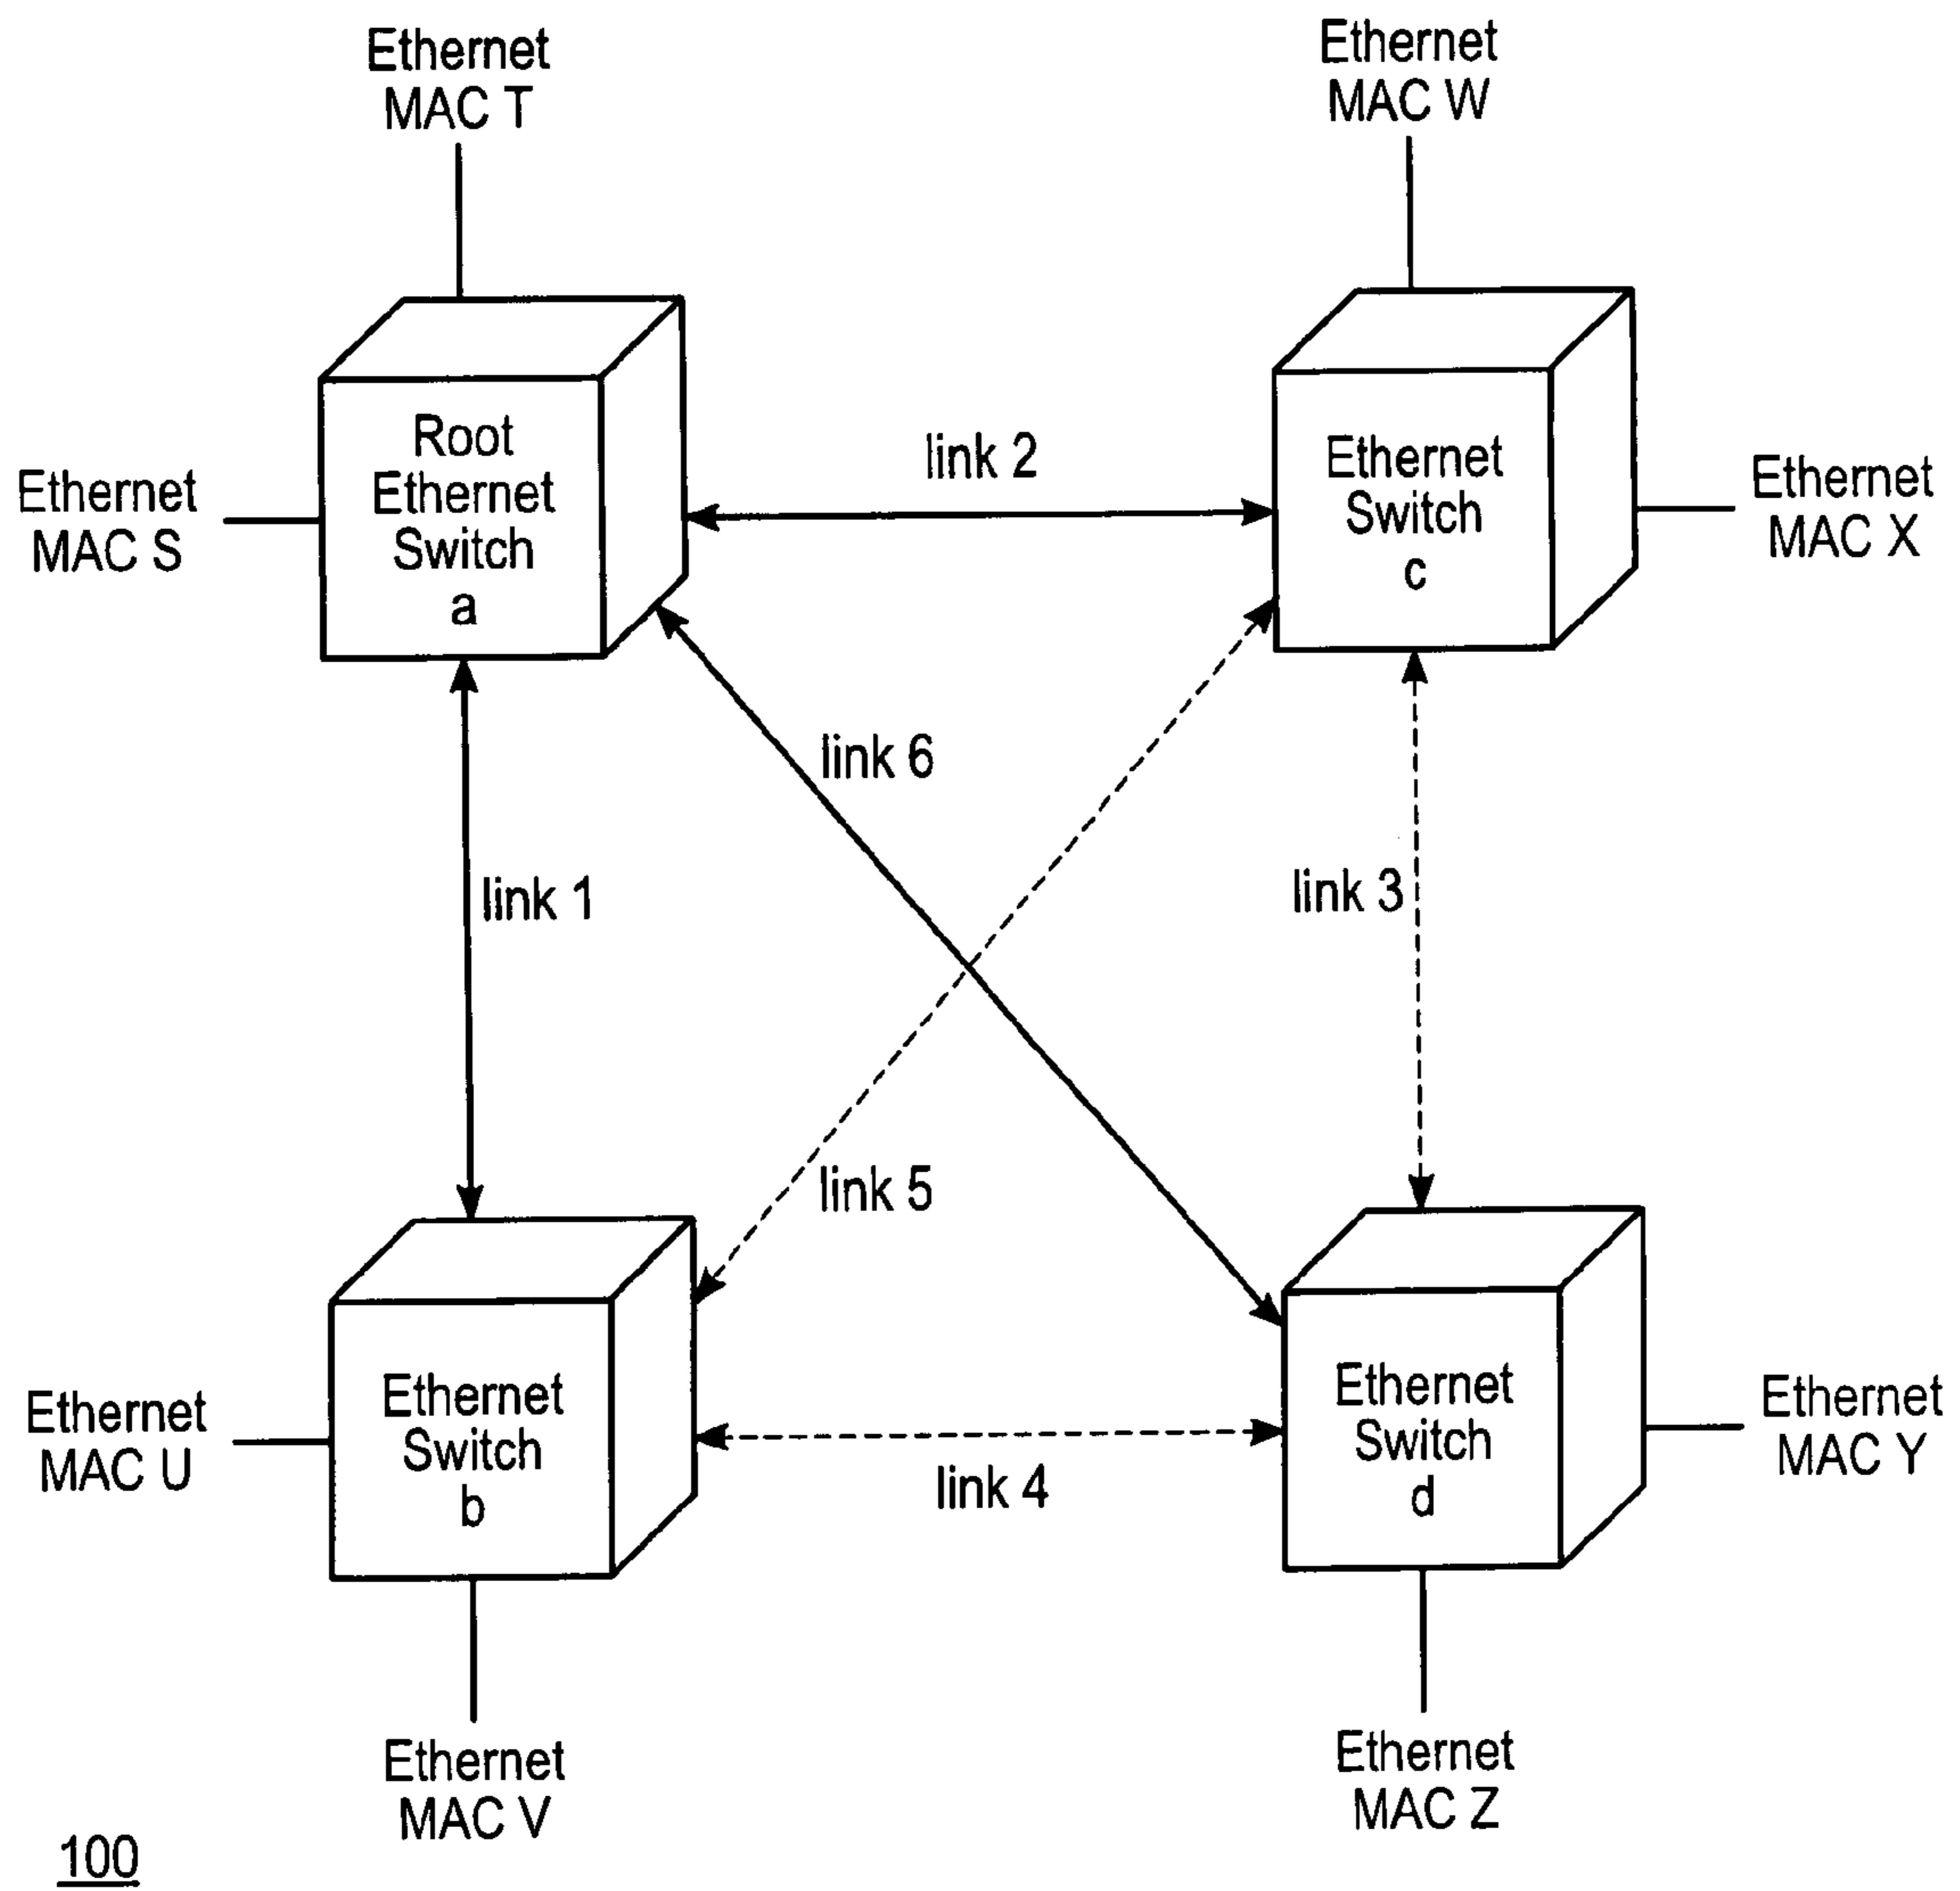 Ethernet
MAC T
Ethernet
MAC W
Root
Ethernet
Switch
a
Ethernet
MAC S
link 2
Ethernet
Switch
c
Ethernet
MAC X
link 6
link 1
link 3
link 5
Ethernet
Switch
b
Ethernet
MAC U
link 4
Ethernet
Switch
d
Ethernet
MAC Y
Ethernet
MAC V
Ethernet
MAC Z
100